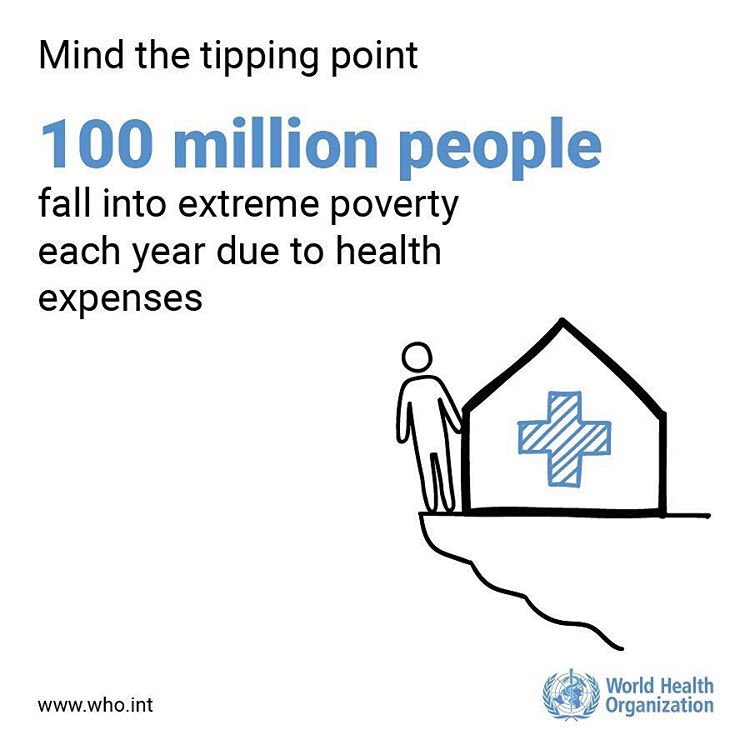 Mind the tipping point
100 million people
fall into extreme poverty
each year due to health
expenses
www.who.int
World Health
Organization